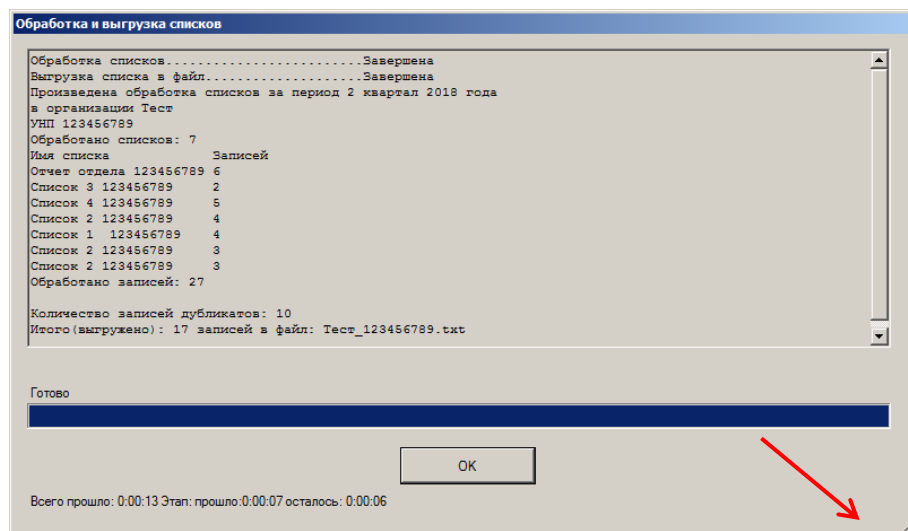 Обработка и выгрузка списков
Обработка списков........................Завершена
Выгрузка списка в файл...................Завершена
Произведена обработка списков за период 2 квартал 2018 года
в организации Тест
УНП 123456789
Обработано списков: 7
Имя списка Записей
Отчет отдела 123456789 6
Список 3 123456789 2
Список 4 123456789 5
Список 2 123456789 4
Список 1 123456789 4
Список 2 123456789 3
Список 2 123456789 3
Обработано записей: 27
Количество записей дубликатов: 10
Итого(выгружено): 17 записей в файл: Тест_123456789.txt
Готово
OK
Всего прошло: 0:00:13 Этап: прошло:0:00:07 осталось: 0:00:06